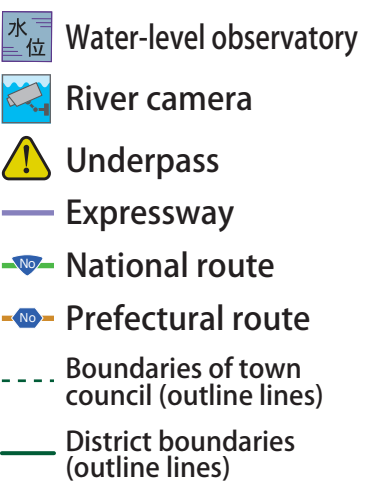 水位 Water-level observatory
River camera
! Underpass
Expressway
No National route
No Prefectural route
Boundaries of town
council (outline lines)
District boundaries
(outline lines)